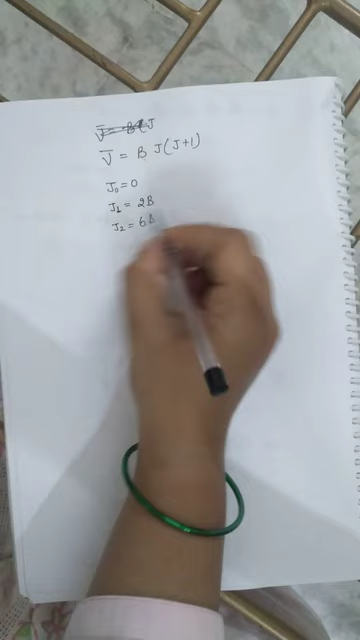 ν̅ = B J(J+1)
J₀ = 0
J₁ = 2B
J₂ = 6B